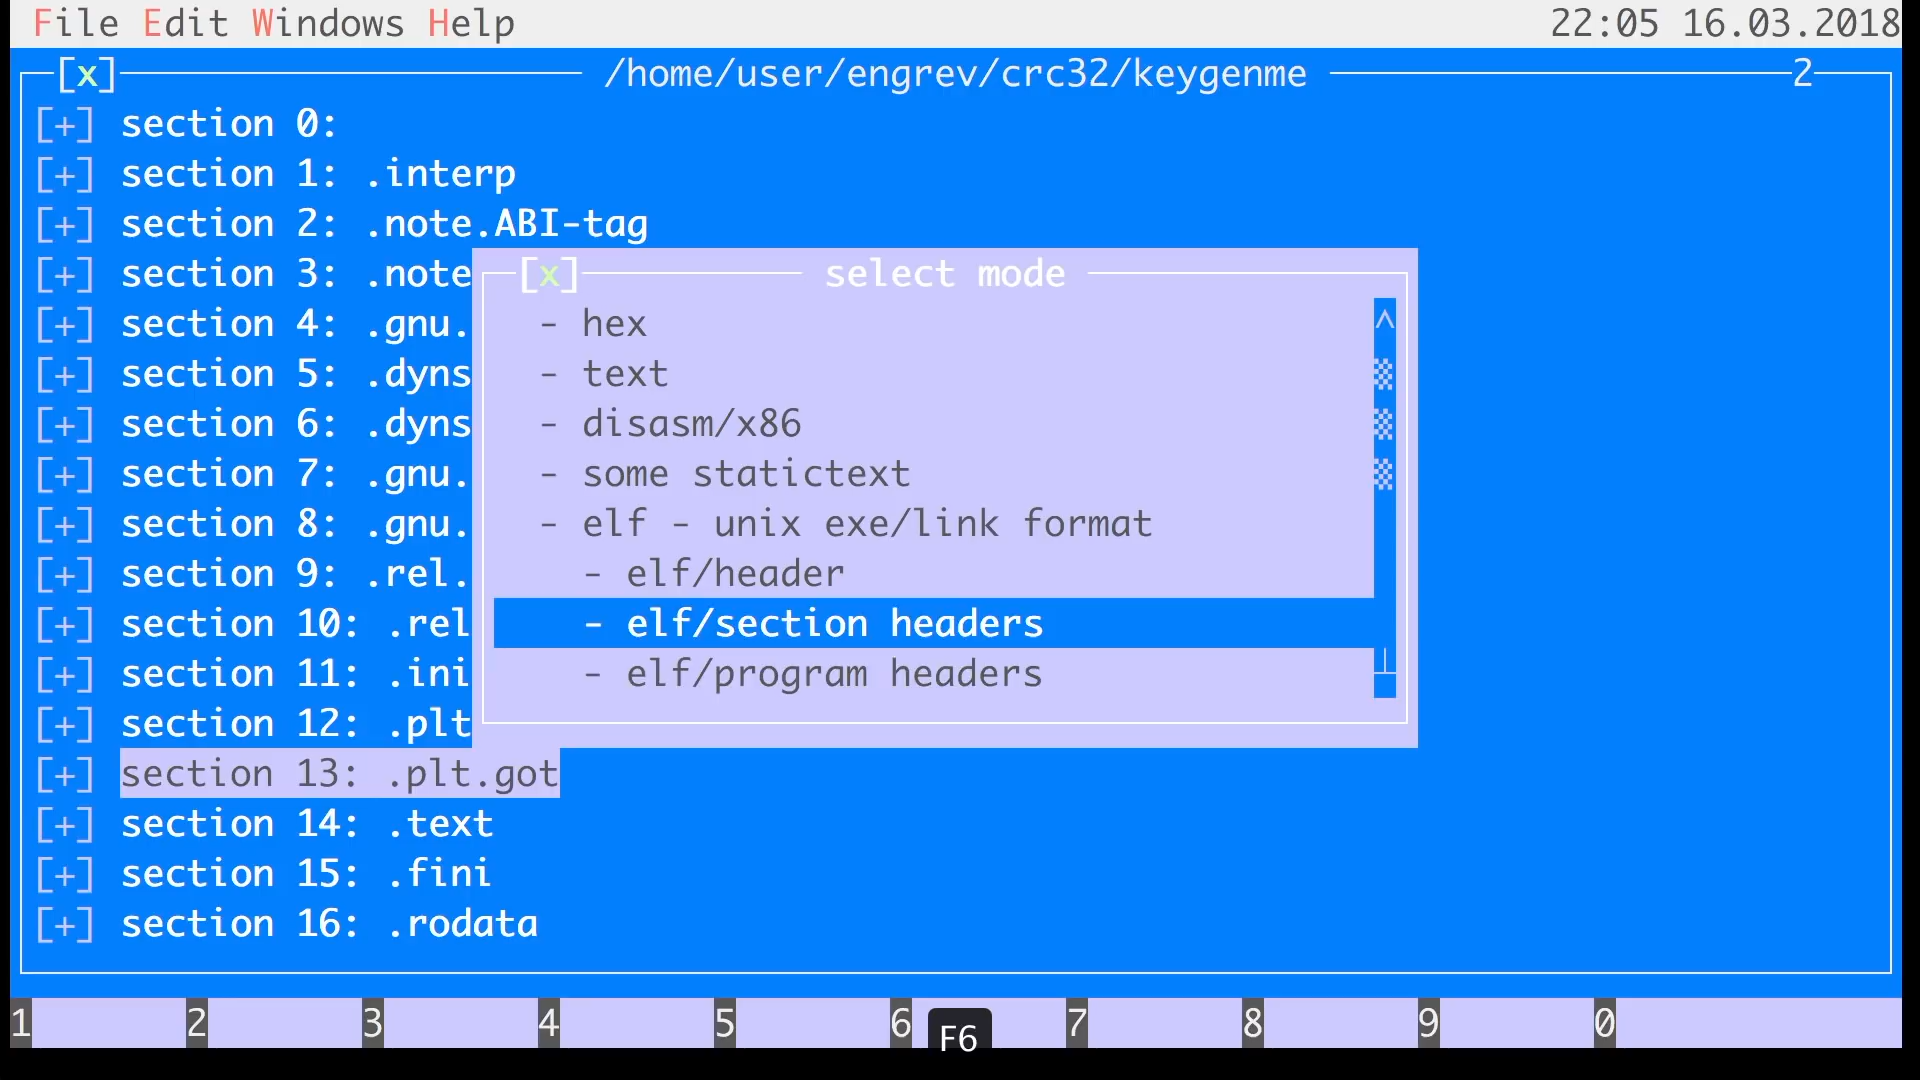 File Edit Windows Help 22:05 16.03.2018
[x] /home/user/engrev/crc32/keygenme 2
[+] section 0:
[+] section 1: .interp
[+] section 2: .note.ABI-tag
[+] section 3: .note
[+] section 4: .gnu.
[+] section 5: .dyns
[+] section 6: .dyns
[+] section 7: .gnu.
[+] section 8: .gnu.
[+] section 9: .rel.
[+] section 10: .rel
[+] section 11: .ini
[+] section 12: .plt
[+] section 13: .plt.got
[+] section 14: .text
[+] section 15: .fini
[+] section 16: .rodata
[x] select mode
- hex
- text
- disasm/x86
- some statictext
- elf - unix exe/link format
- elf/header
- elf/section headers
- elf/program headers
1 2 3 4 5 6 7 8 9 0
F6